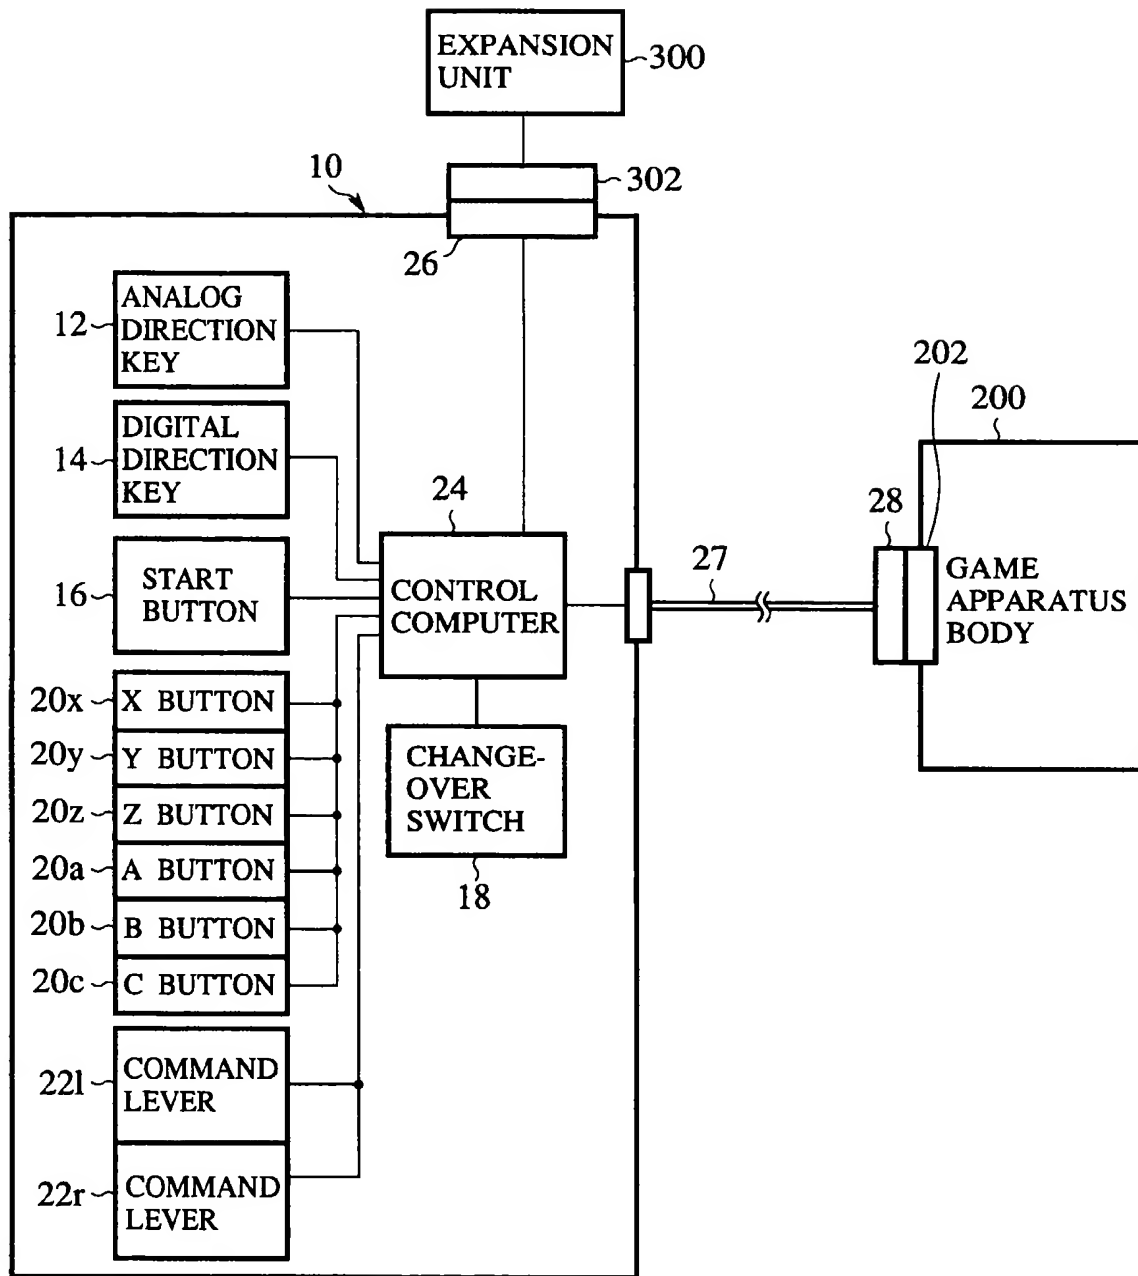 EXPANSION
UNIT
300
302
10
26
ANALOG
DIRECTION
KEY
12
202
200
DIGITAL
DIRECTION
KEY
14
24
28
START
BUTTON
16
CONTROL
COMPUTER
27
GAME
APPARATUS
BODY
20x
X BUTTON
20y
Y BUTTON
20z
Z BUTTON
CHANGE-
OVER
SWITCH
20a
A BUTTON
18
20b
B BUTTON
20c
C BUTTON
22l
COMMAND
LEVER
22r
COMMAND
LEVER